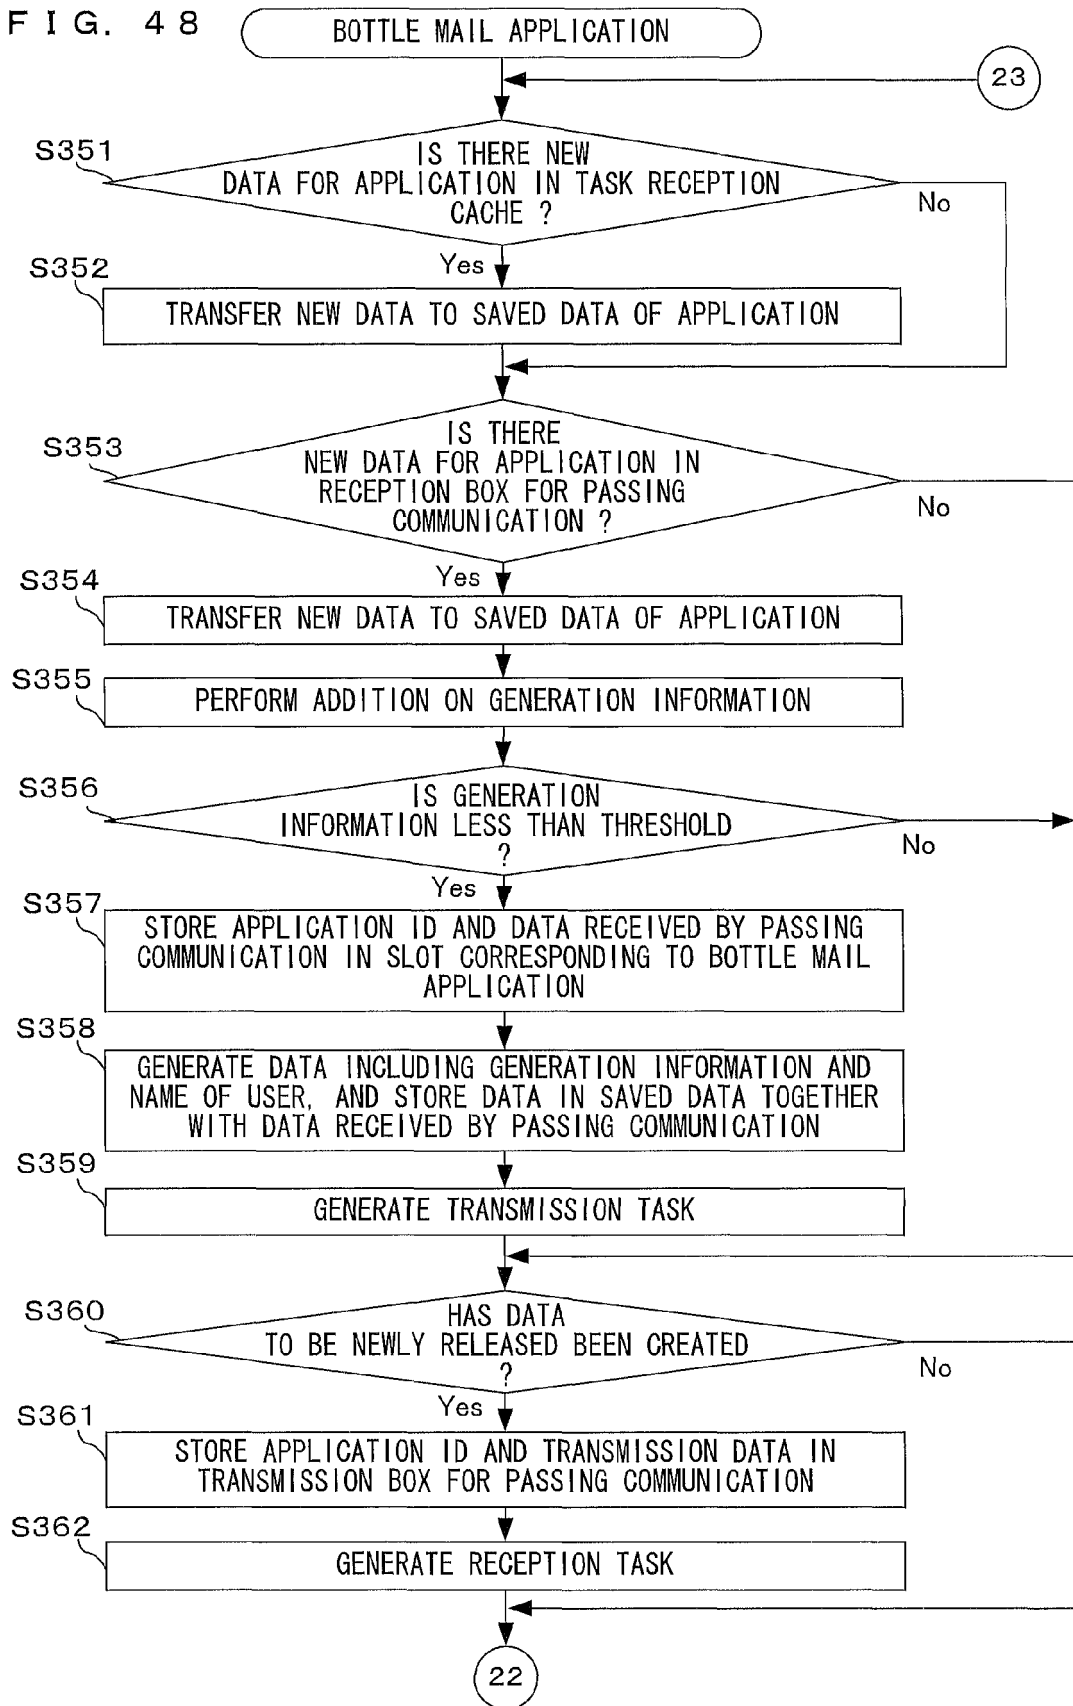 FIG. 48
BOTTLE MAIL APPLICATION
23
S351
IS THERE NEW
DATA FOR APPLICATION IN TASK RECEPTION
CACHE ?
No
Yes
S352
TRANSFER NEW DATA TO SAVED DATA OF APPLICATION
S353
IS THERE
NEW DATA FOR APPLICATION IN
RECEPTION BOX FOR PASSING
COMMUNICATION ?
No
Yes
S354
TRANSFER NEW DATA TO SAVED DATA OF APPLICATION
S355
PERFORM ADDITION ON GENERATION INFORMATION
S356
IS GENERATION
INFORMATION LESS THAN THRESHOLD
?
No
Yes
S357
STORE APPLICATION ID AND DATA RECEIVED BY PASSING
COMMUNICATION IN SLOT CORRESPONDING TO BOTTLE MAIL
APPLICATION
S358
GENERATE DATA INCLUDING GENERATION INFORMATION AND
NAME OF USER, AND STORE DATA IN SAVED DATA TOGETHER
WITH DATA RECEIVED BY PASSING COMMUNICATION
S359
GENERATE TRANSMISSION TASK
S360
HAS DATA
TO BE NEWLY RELEASED BEEN CREATED
?
No
Yes
S361
STORE APPLICATION ID AND TRANSMISSION DATA IN
TRANSMISSION BOX FOR PASSING COMMUNICATION
S362
GENERATE RECEPTION TASK
22